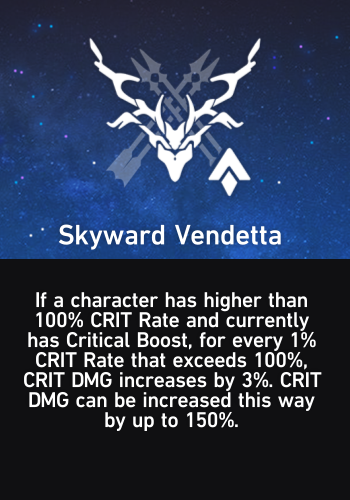 Skyward Vendetta
If a character has higher than
100% CRIT Rate and currently
has Critical Boost, for every 1%
CRIT Rate that exceeds 100%,
CRIT DMG increases by 3%. CRIT
DMG can be increased this way
by up to 150%.